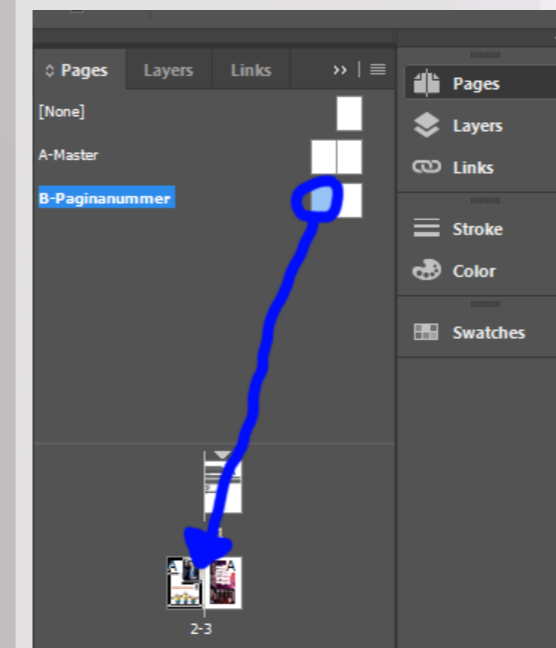 Pages Layers Links
[None]
A-Master
B-Paginanummer
A A
2-3
Pages
Layers
Links
Stroke
Color
Swatches